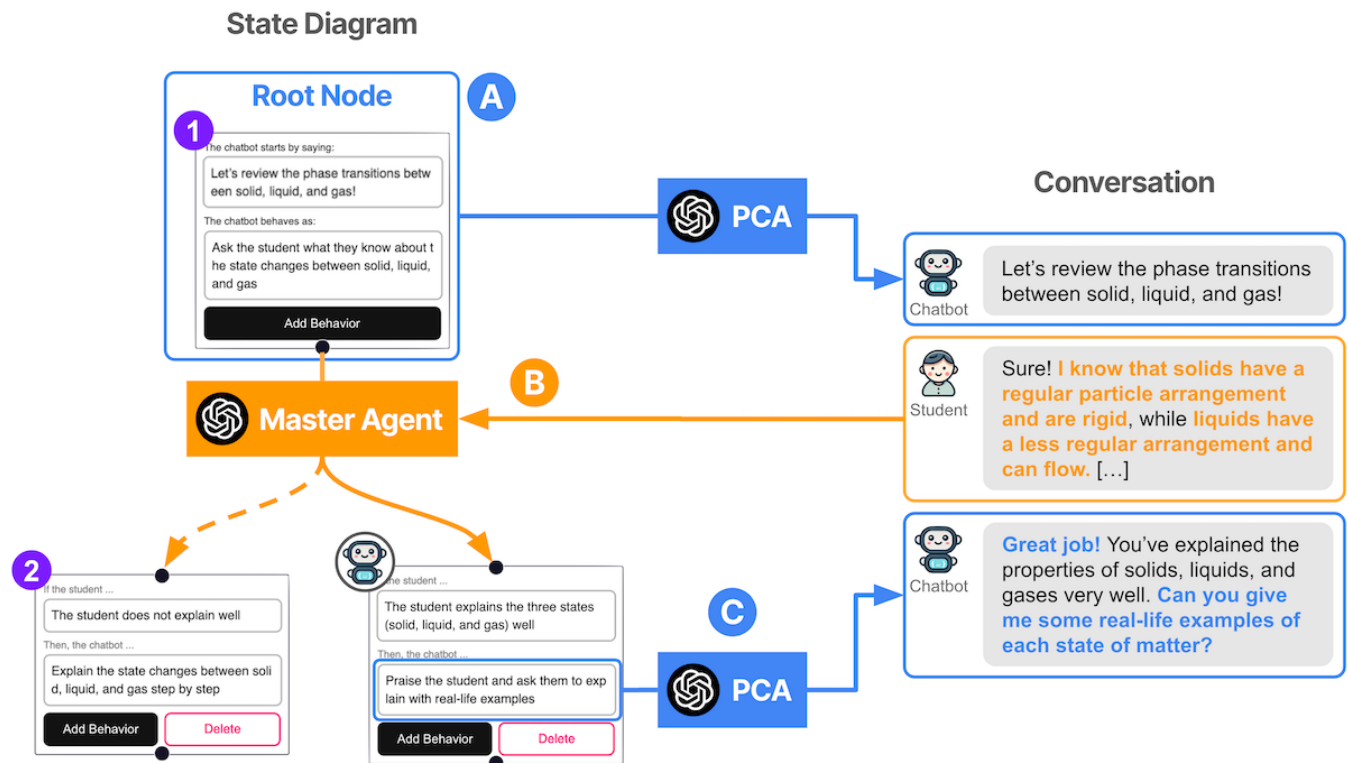 State Diagram
Root Node
A
1
The chatbot starts by saying:
Let's review the phase transitions betw
een solid, liquid, and gas!
The chatbot behaves as:
Ask the student what they know about t
he state changes between solid, liquid,
and gas
Add Behavior
PCA
Conversation
Chatbot
Let's review the phase transitions
between solid, liquid, and gas!
Master Agent
B
Student
Sure! I know that solids have a
regular particle arrangement
and are rigid, while liquids have
a less regular arrangement and
can flow. […]
2
If the student ...
The student does not explain well
Then, the chatbot ...
Explain the state changes between soli
d, liquid, and gas step by step
Add Behavior
Delete
the student ...
The student explains the three states
(solid, liquid, and gas) well
Then, the chatbot ...
Praise the student and ask them to exp
lain with real-life examples
Add Behavior
Delete
C
PCA
Chatbot
Great job! You've explained the
properties of solids, liquids, and
gases very well. Can you give
me some real-life examples of
each state of matter?